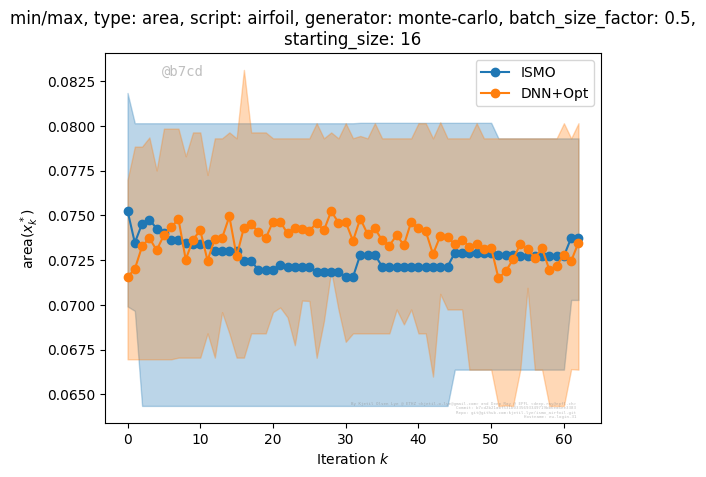 min/max, type: area, script: airfoil, generator: monte-carlo, batch_size_factor: 0.5,
starting_size: 16
@b7cd
ISMO
DNN+Opt
0.0825
0.0800
0.0775
0.0750
0.0725
0.0700
0.0675
0.0650
area(x*k)
0 10 20 30 40 50 60
Iteration k